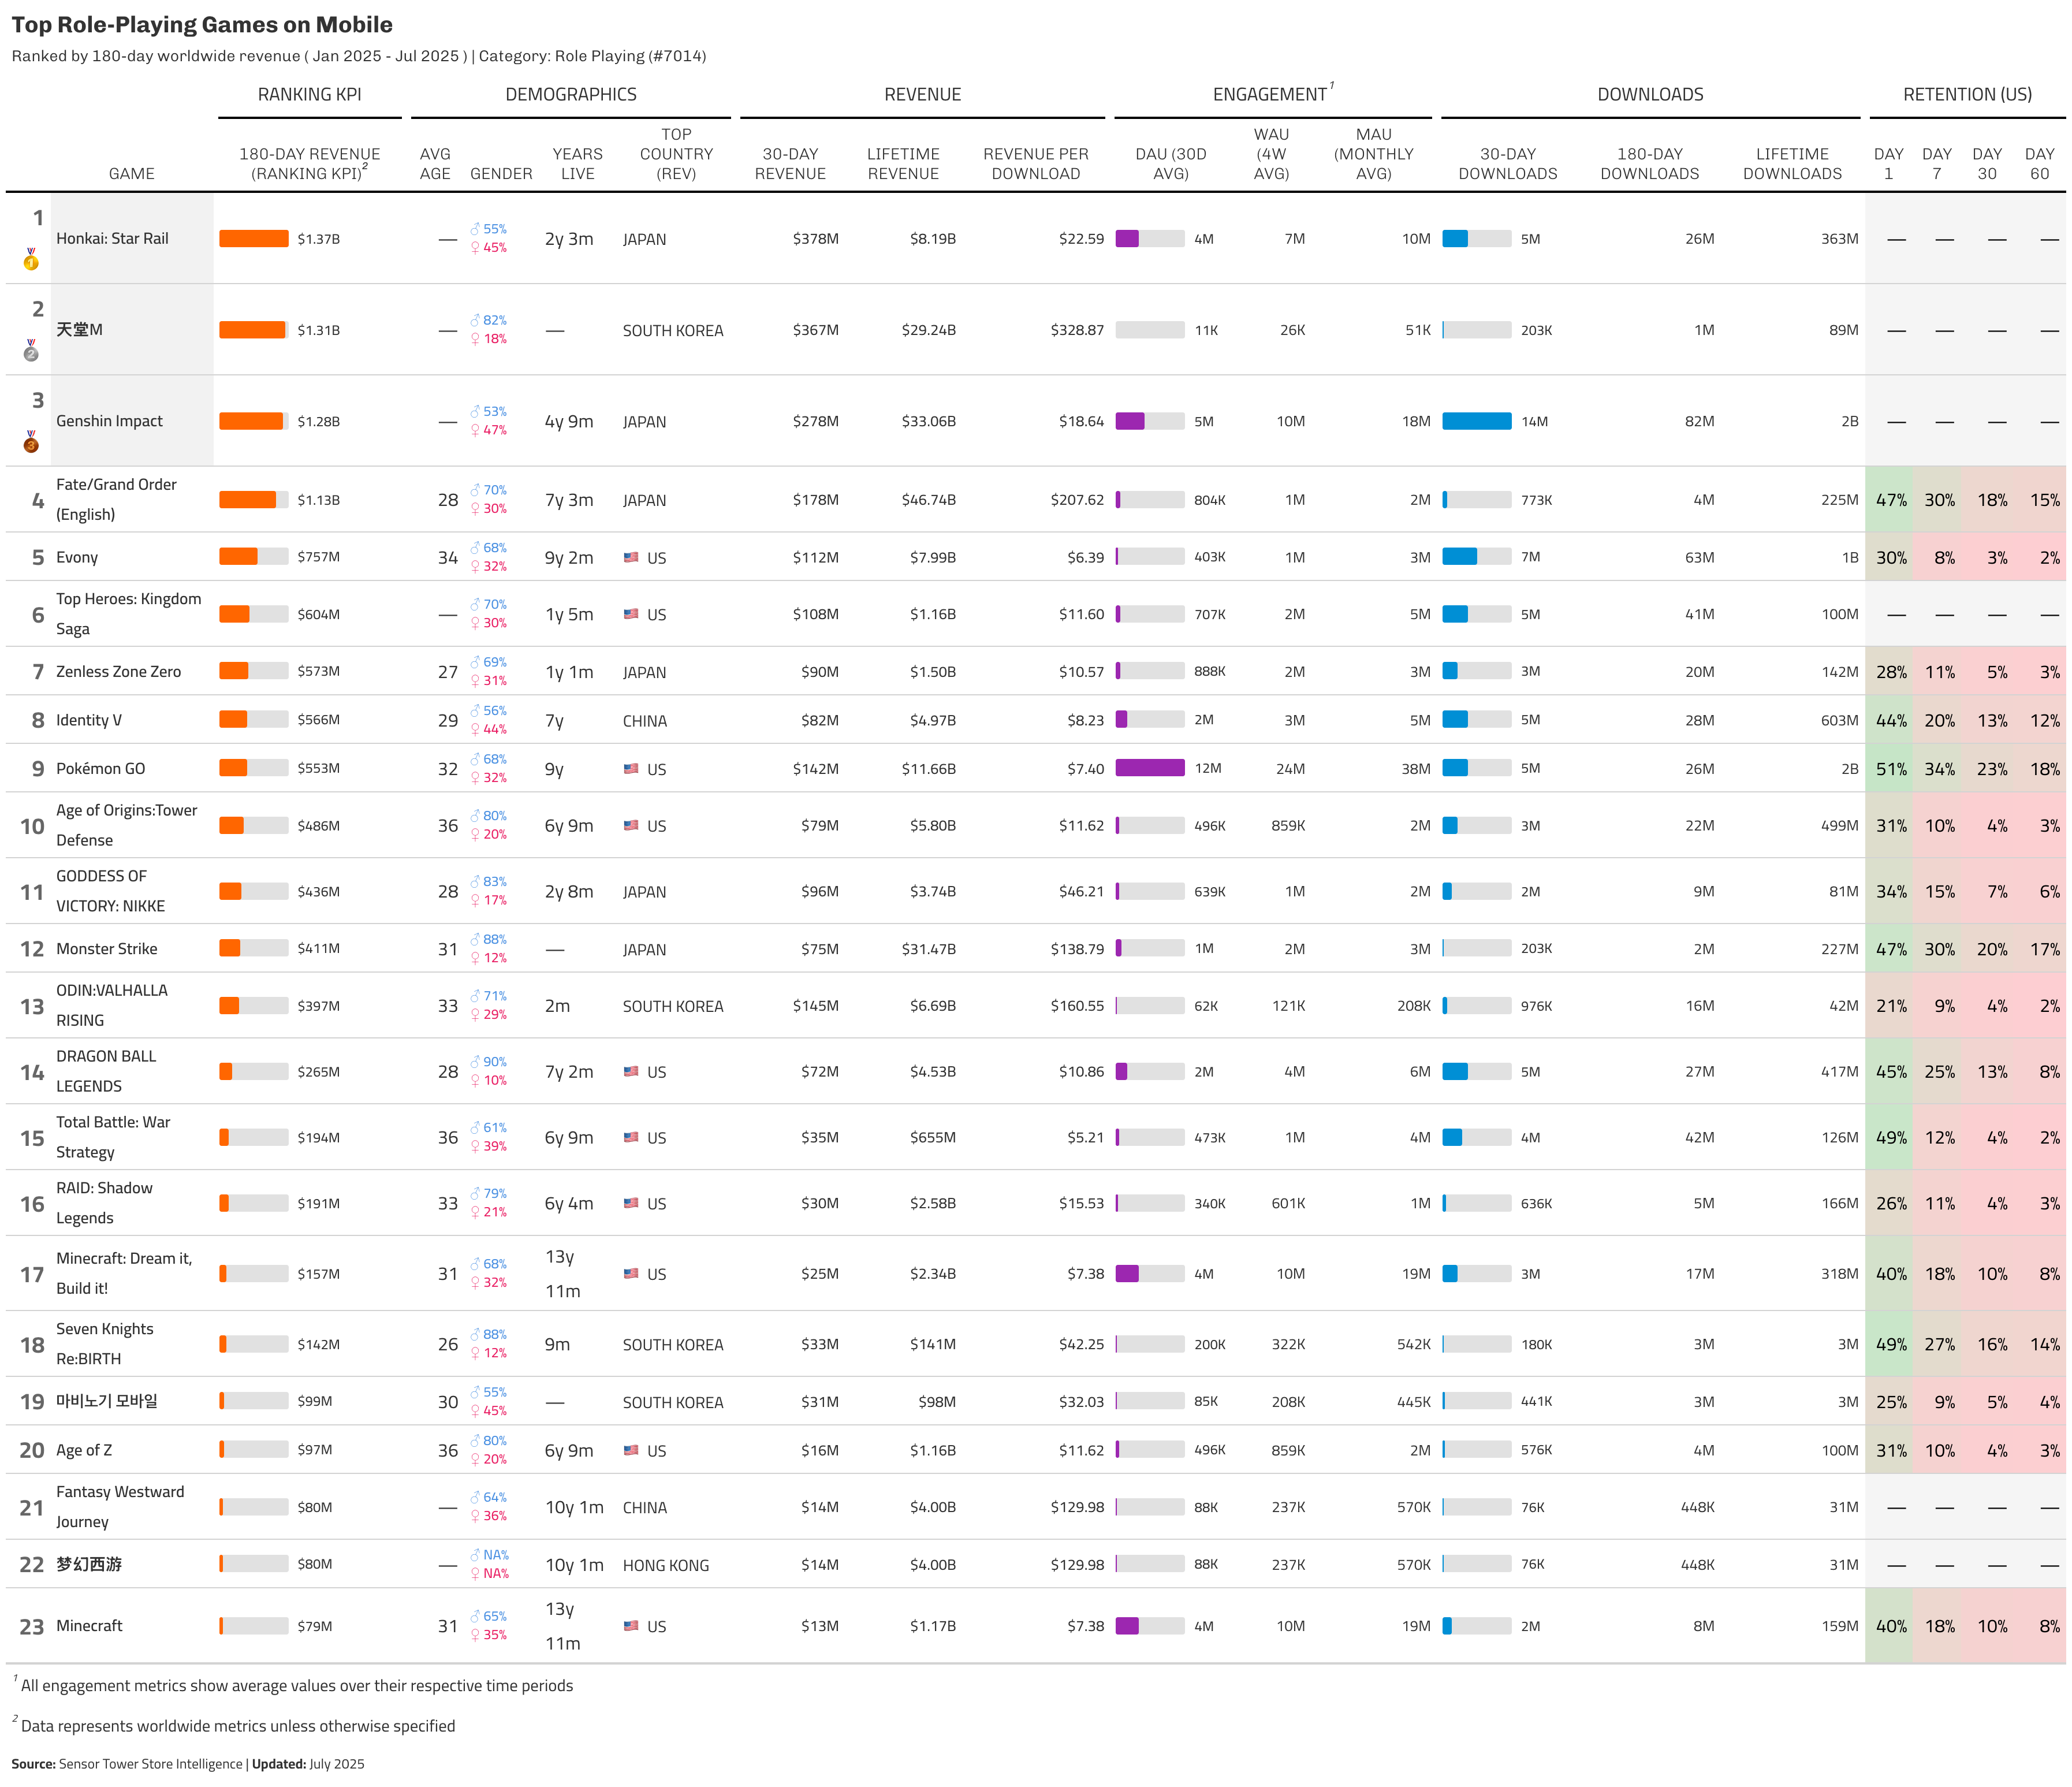 Top Role-Playing Games on Mobile
Ranked by 180-day worldwide revenue ( Jan 2025 - Jul 2025 ) | Category: Role Playing (#7014)
RANKING KPI DEMOGRAPHICS REVENUE ENGAGEMENT¹ DOWNLOADS RETENTION (US)
GAME 180-DAY REVENUE (RANKING KPI)² AVG AGE GENDER YEARS LIVE TOP COUNTRY (REV) 30-DAY REVENUE LIFETIME REVENUE REVENUE PER DOWNLOAD DAU (30D AVG) WAU (4W AVG) MAU (MONTHLY AVG) 30-DAY DOWNLOADS 180-DAY DOWNLOADS LIFETIME DOWNLOADS DAY 1 DAY 7 DAY 30 DAY 60
1 🥇 Honkai: Star Rail $1.37B — ♂ 55% ♀ 45% 2y 3m JAPAN $378M $8.19B $22.59 4M 7M 10M 5M 26M 363M — — — —
2 🥈 天堂M $1.31B — ♂ 82% ♀ 18% — SOUTH KOREA $367M $29.24B $328.87 11K 26K 51K 203K 1M 89M — — — —
3 🥉 Genshin Impact $1.28B — ♂ 53% ♀ 47% 4y 9m JAPAN $278M $33.06B $18.64 5M 10M 18M 14M 82M 2B — — — —
4 Fate/Grand Order (English) $1.13B 28 ♂ 70% ♀ 30% 7y 3m JAPAN $178M $46.74B $207.62 804K 1M 2M 773K 4M 225M 47% 30% 18% 15%
5 Evony $757M 34 ♂ 68% ♀ 32% 9y 2m 🇺🇸 US $112M $7.99B $6.39 403K 1M 3M 7M 63M 1B 30% 8% 3% 2%
6 Top Heroes: Kingdom Saga $604M — ♂ 70% ♀ 30% 1y 5m 🇺🇸 US $108M $1.16B $11.60 707K 2M 5M 5M 41M 100M — — — —
7 Zenless Zone Zero $573M 27 ♂ 69% ♀ 31% 1y 1m JAPAN $90M $1.50B $10.57 888K 2M 3M 3M 20M 142M 28% 11% 5% 3%
8 Identity V $566M 29 ♂ 56% ♀ 44% 7y CHINA $82M $4.97B $8.23 2M 3M 5M 5M 28M 603M 44% 20% 13% 12%
9 Pokémon GO $553M 32 ♂ 68% ♀ 32% 9y 🇺🇸 US $142M $11.66B $7.40 12M 24M 38M 5M 26M 2B 51% 34% 23% 18%
10 Age of Origins:Tower Defense $486M 36 ♂ 80% ♀ 20% 6y 9m 🇺🇸 US $79M $5.80B $11.62 496K 859K 2M 3M 22M 499M 31% 10% 4% 3%
11 GODDESS OF VICTORY: NIKKE $436M 28 ♂ 83% ♀ 17% 2y 8m JAPAN $96M $3.74B $46.21 639K 1M 2M 2M 9M 81M 34% 15% 7% 6%
12 Monster Strike $411M 31 ♂ 88% ♀ 12% — JAPAN $75M $31.47B $138.79 1M 2M 3M 203K 2M 227M 47% 30% 20% 17%
13 ODIN:VALHALLA RISING $397M 33 ♂ 71% ♀ 29% 2m SOUTH KOREA $145M $6.69B $160.55 62K 121K 208K 976K 16M 42M 21% 9% 4% 2%
14 DRAGON BALL LEGENDS $265M 28 ♂ 90% ♀ 10% 7y 2m 🇺🇸 US $72M $4.53B $10.86 2M 4M 6M 5M 27M 417M 45% 25% 13% 8%
15 Total Battle: War Strategy $194M 36 ♂ 61% ♀ 39% 6y 9m 🇺🇸 US $35M $655M $5.21 473K 1M 4M 4M 42M 126M 49% 12% 4% 2%
16 RAID: Shadow Legends $191M 33 ♂ 79% ♀ 21% 6y 4m 🇺🇸 US $30M $2.58B $15.53 340K 601K 1M 636K 5M 166M 26% 11% 4% 3%
17 Minecraft: Dream it, Build it! $157M 31 ♂ 68% ♀ 32% 13y 11m 🇺🇸 US $25M $2.34B $7.38 4M 10M 19M 3M 17M 318M 40% 18% 10% 8%
18 Seven Knights Re:BIRTH $142M 26 ♂ 88% ♀ 12% 9m SOUTH KOREA $33M $141M $42.25 200K 322K 542K 180K 3M 3M 49% 27% 16% 14%
19 마비노기 모바일 $99M 30 ♂ 55% ♀ 45% — SOUTH KOREA $31M $98M $32.03 85K 208K 445K 441K 3M 3M 25% 9% 5% 4%
20 Age of Z $97M 36 ♂ 80% ♀ 20% 6y 9m 🇺🇸 US $16M $1.16B $11.62 496K 859K 2M 576K 4M 100M 31% 10% 4% 3%
21 Fantasy Westward Journey $80M — ♂ 64% ♀ 36% 10y 1m CHINA $14M $4.00B $129.98 88K 237K 570K 76K 448K 31M — — — —
22 梦幻西游 $80M — ♂ NA% ♀ NA% 10y 1m HONG KONG $14M $4.00B $129.98 88K 237K 570K 76K 448K 31M — — — —
23 Minecraft $79M 31 ♂ 65% ♀ 35% 13y 11m 🇺🇸 US $13M $1.17B $7.38 4M 10M 19M 2M 8M 159M 40% 18% 10% 8%
¹ All engagement metrics show average values over their respective time periods
² Data represents worldwide metrics unless otherwise specified
Source: Sensor Tower Store Intelligence | Updated: July 2025